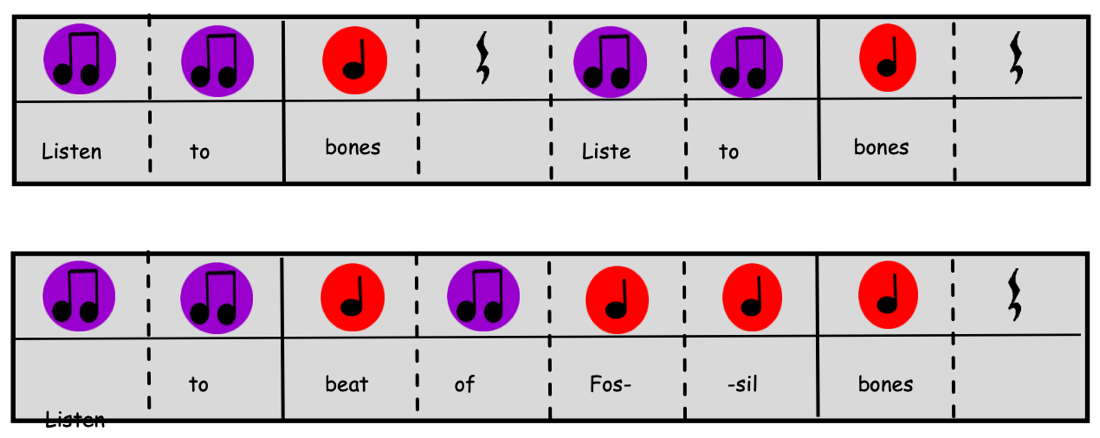 Listen to bones Liste to bones
to beat of Fos- -sil bones
Listen